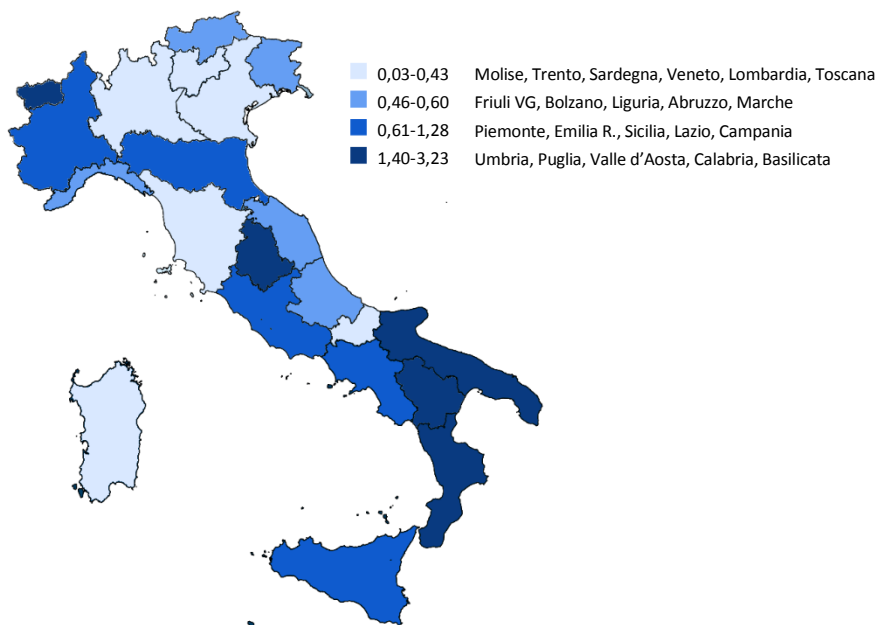 0,03-0,43 Molise, Trento, Sardegna, Veneto, Lombardia, Toscana
0,46-0,60 Friuli VG, Bolzano, Liguria, Abruzzo, Marche
0,61-1,28 Piemonte, Emilia R., Sicilia, Lazio, Campania
1,40-3,23 Umbria, Puglia, Valle d’Aosta, Calabria, Basilicata